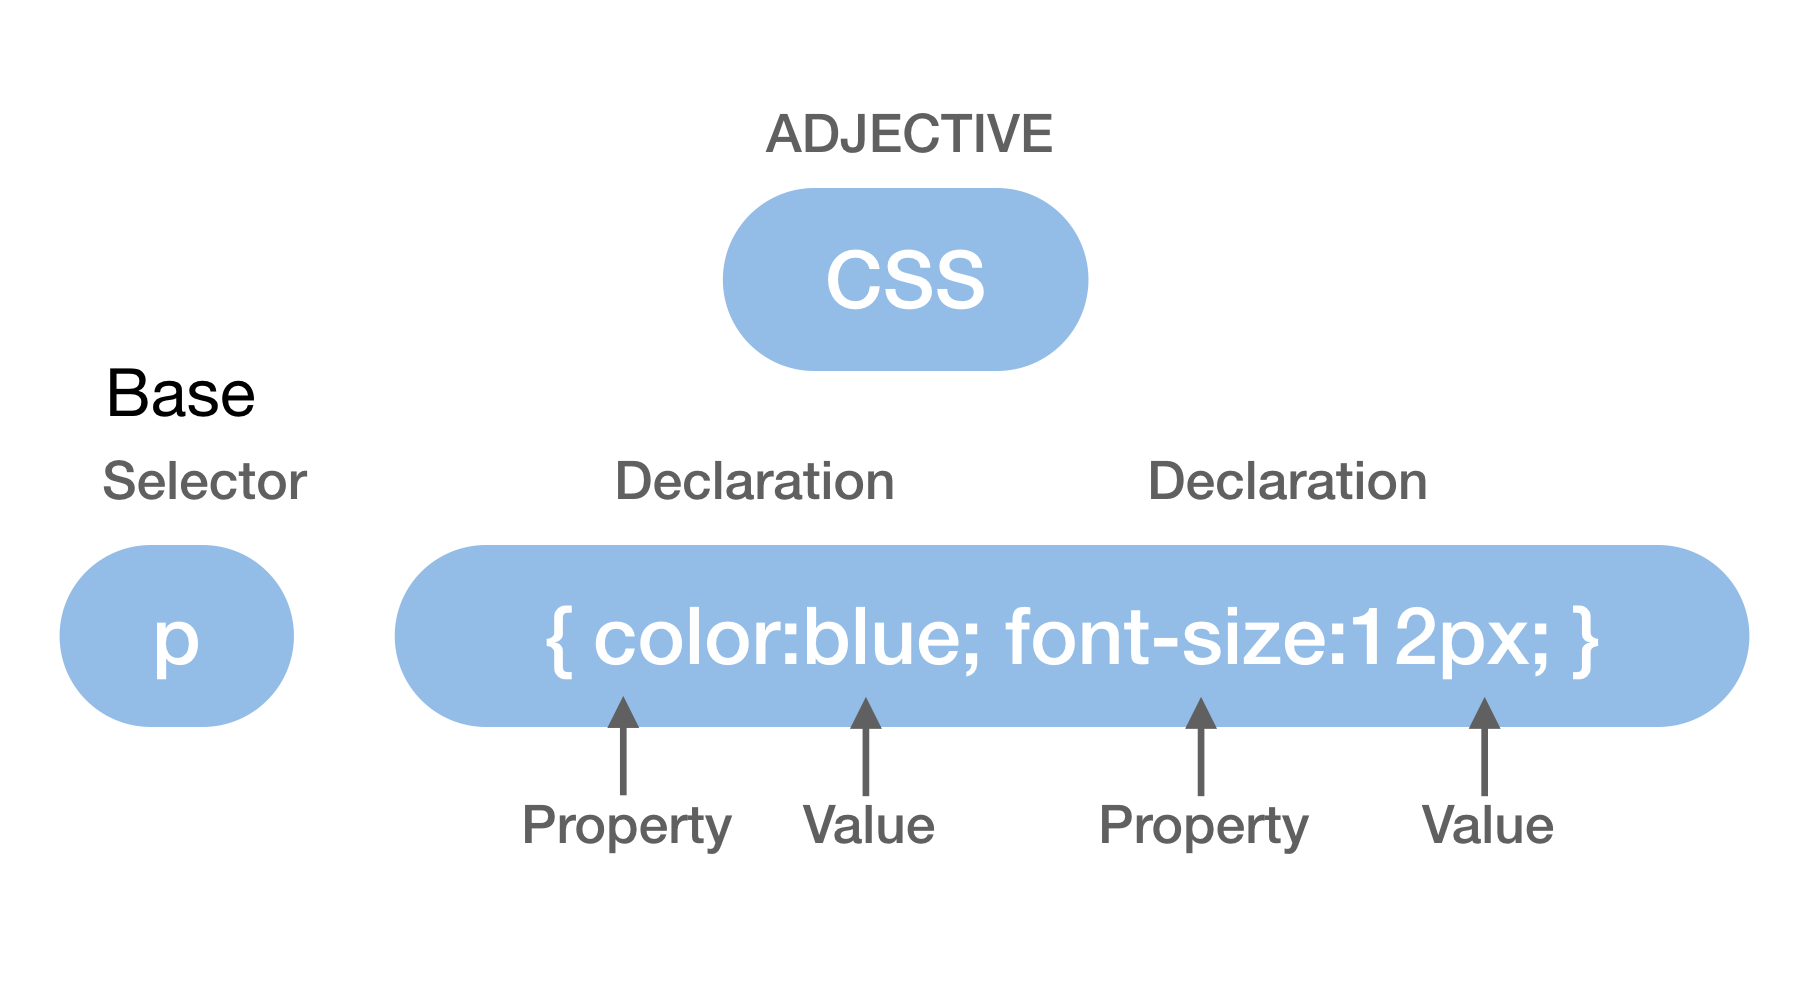 ADJECTIVE
CSS
Base
Selector Declaration Declaration
p { color:blue; font-size:12px; }
Property Value Property Value